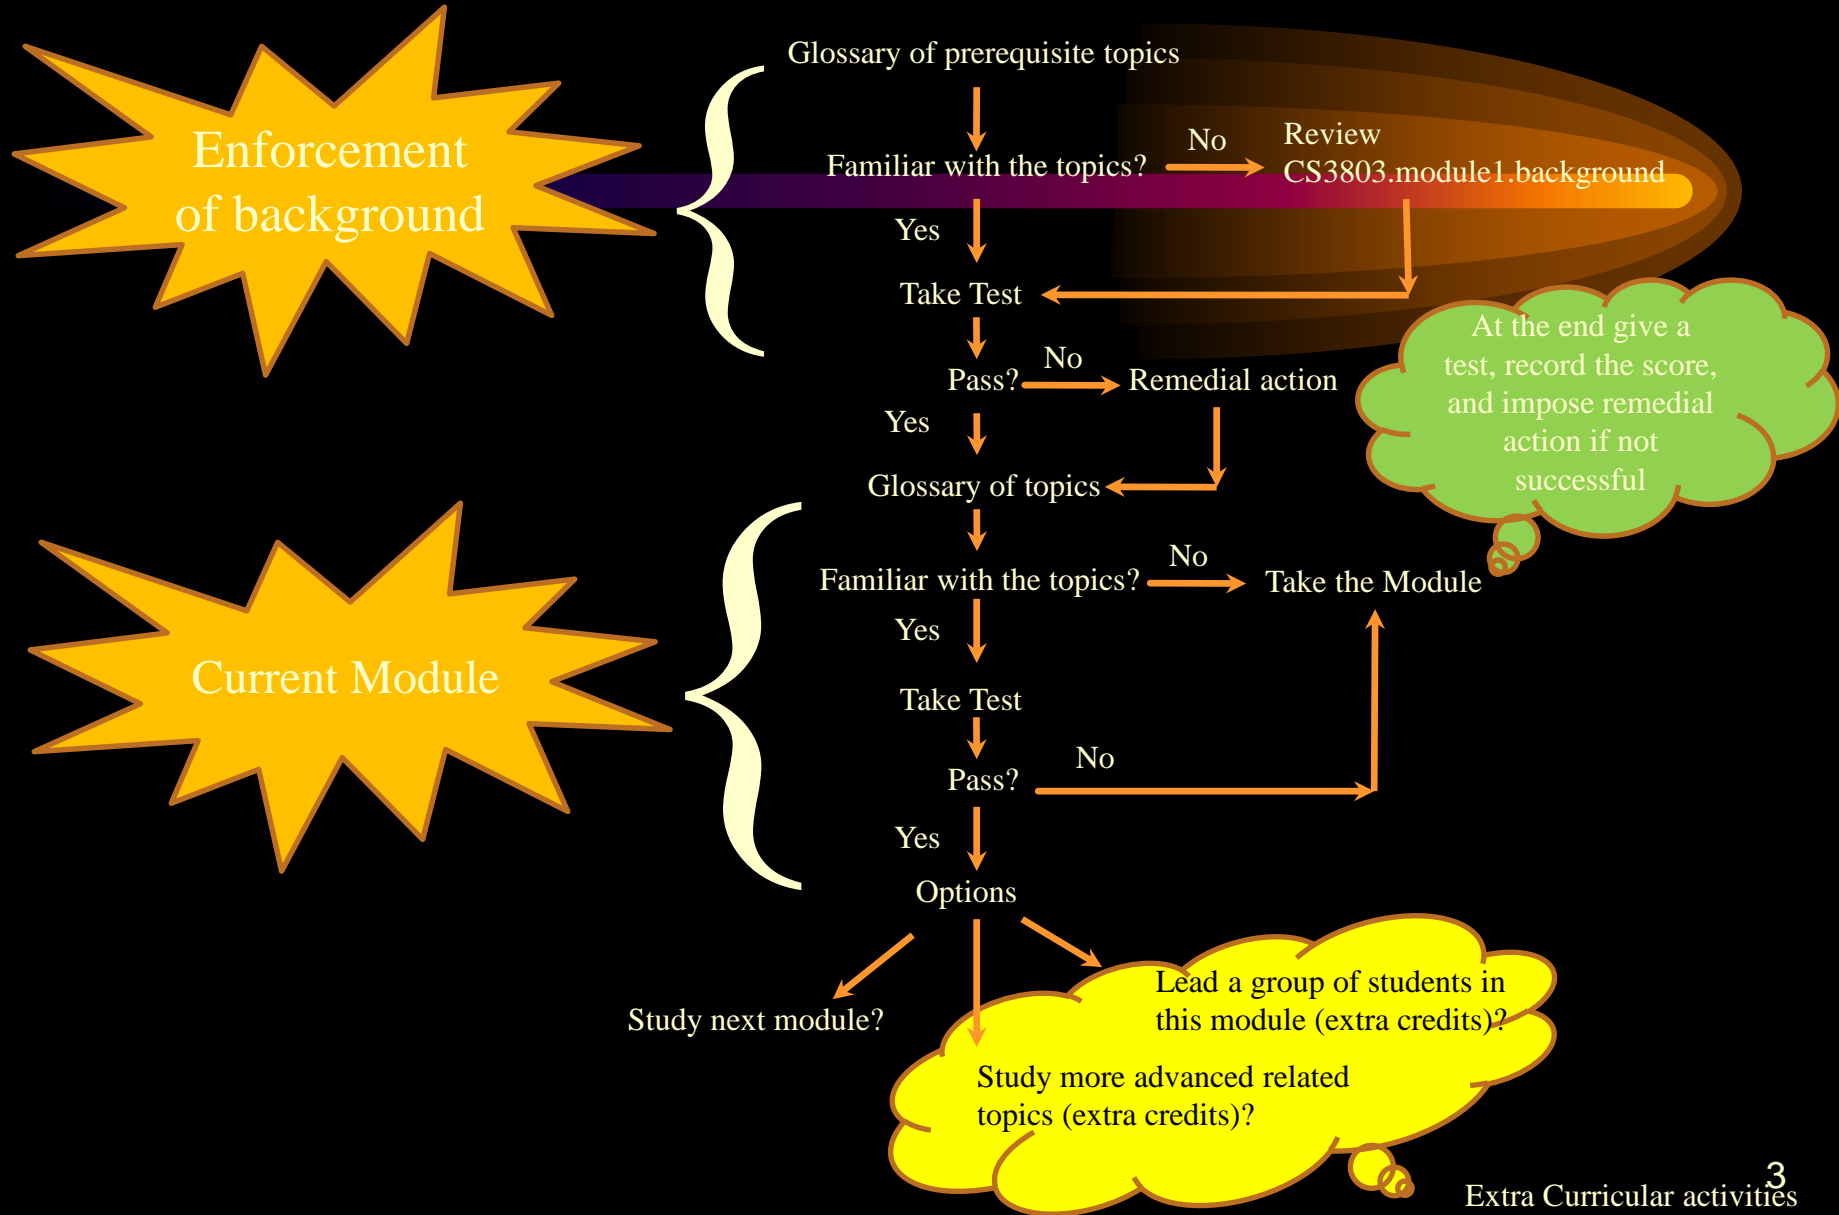 Glossary of prerequisite topics
Enforcement
of background
Familiar with the topics?
No
Review
CS3803.module1.background
Yes
Take Test
Pass?
No
Remedial action
At the end give a
test, record the score,
and impose remedial
action if not
successful
Yes
Glossary of topics
Current Module
Familiar with the topics?
No
Take the Module
Yes
Take Test
Pass?
No
Yes
Options
Study next module?
Lead a group of students in
this module (extra credits)?
Study more advanced related
topics (extra credits)?
Extra Curricular activities
3